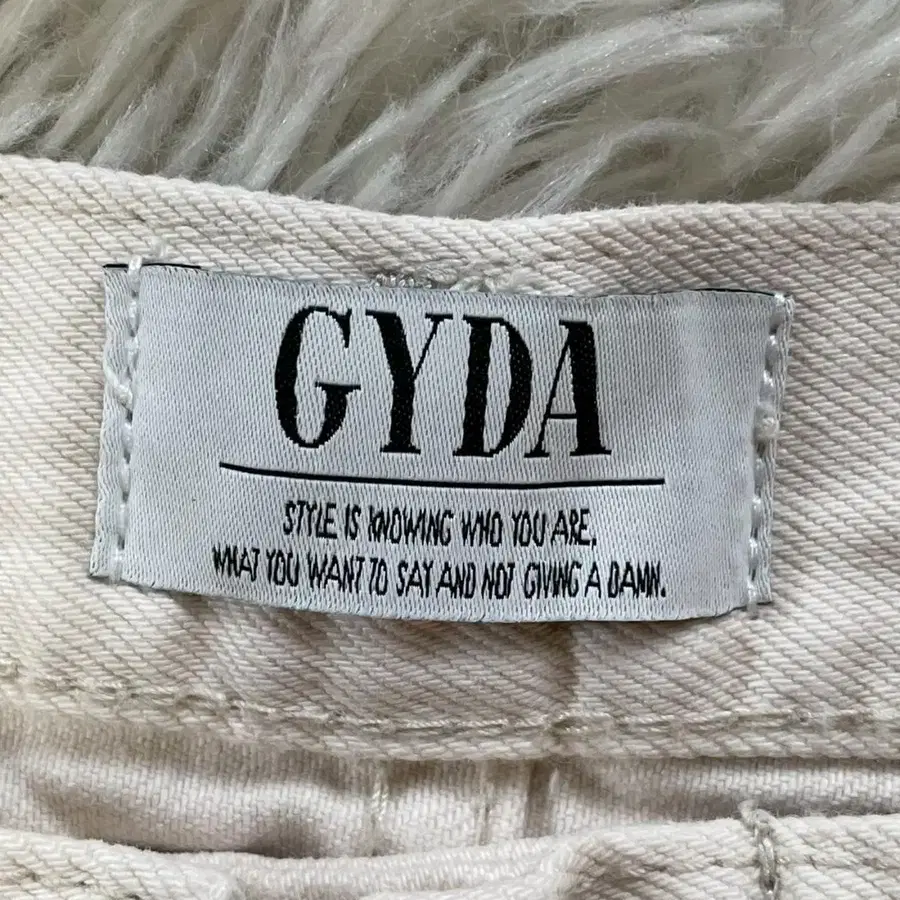 GYDA
STYLE IS KNOWING WHO YOU ARE,
WHAT YOU WANT TO SAY AND NOT GIVING A DAMN.